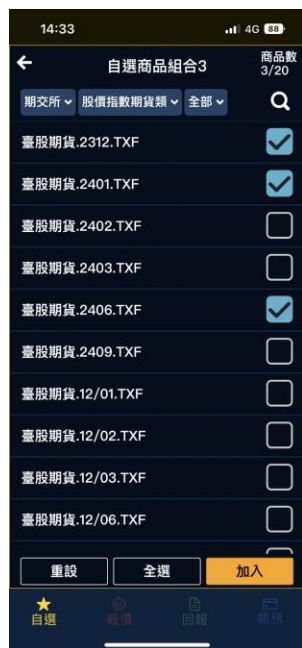 14:33
4G 88
自選商品組合3
商品數
3/20
期交所 股價指數期貨類 全部
臺股期貨.2312.TXF
臺股期貨.2401.TXF
臺股期貨.2402.TXF
臺股期貨.2403.TXF
臺股期貨.2406.TXF
臺股期貨.2409.TXF
臺股期貨.12/01.TXF
臺股期貨.12/02.TXF
臺股期貨.12/03.TXF
臺股期貨.12/06.TXF
重設 全選 加入
自選 報價 回報 帳務